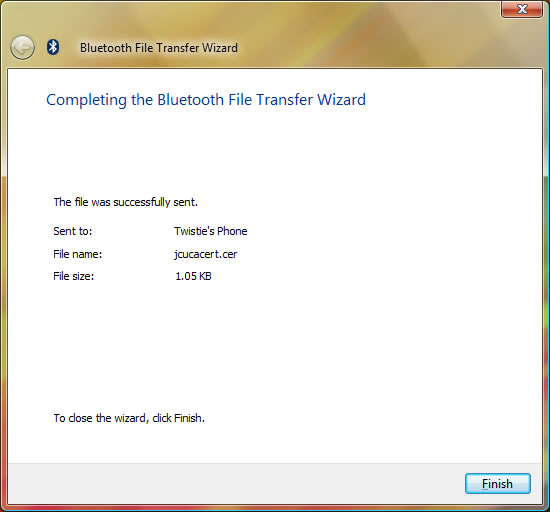 Bluetooth File Transfer Wizard
Completing the Bluetooth File Transfer Wizard
The file was successfully sent.
Sent to: Twistie's Phone
File name: jcucacert.cer
File size: 1.05 KB
To close the wizard, click Finish.
Finish